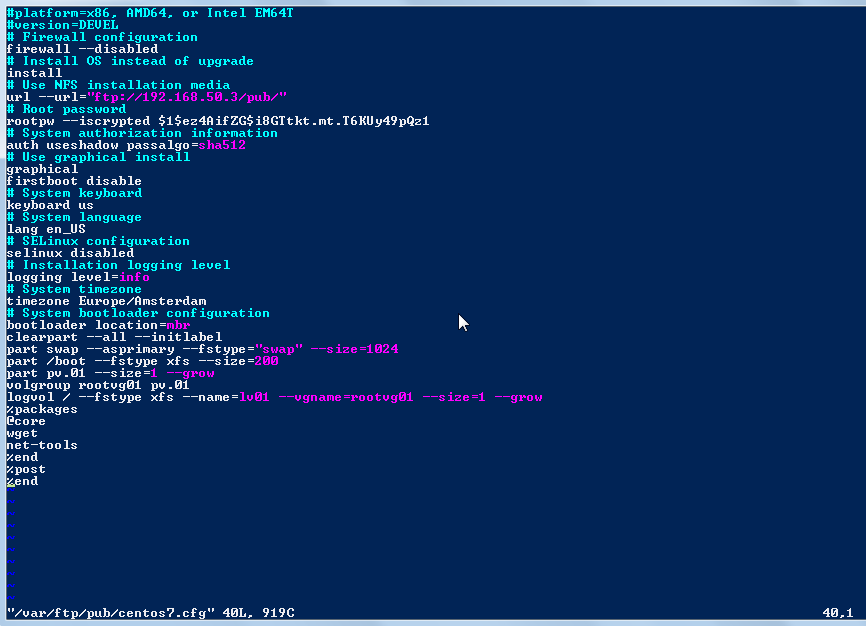 #platform=x86, AMD64, or Intel EM64T
#version=DEVEL
# Firewall configuration
firewall --disabled
# Install OS instead of upgrade
install
# Use NFS installation media
url --url="ftp://192.168.50.3/pub/"
# Root password
rootpw --iscrypted $1$ez4AifZG$i8GTtkt.mt.T6KUy49pQz1
# System authorization information
auth useshadow passalgo=sha512
# Use graphical install
graphical
firstboot disable
# System keyboard
keyboard us
# System language
lang en_US
# SELinux configuration
selinux disabled
# Installation logging level
logging level=info
# System timezone
timezone Europe/Amsterdam
# System bootloader configuration
bootloader location=mbr
clearpart --all --initlabel
part swap --asprimary --fstype="swap" --size=1024
part /boot --fstype xfs --size=200
part pv.01 --size=1 --grow
volgroup rootvg01 pv.01
logvol / --fstype xfs --name=lv01 --vgname=rootvg01 --size=1 --grow
%packages
@core
wget
net-tools
%end
%post
%end
~
~
~
~
~
~
~
~
~
~
"/var/ftp/pub/centos7.cfg" 40L, 919C 40,1